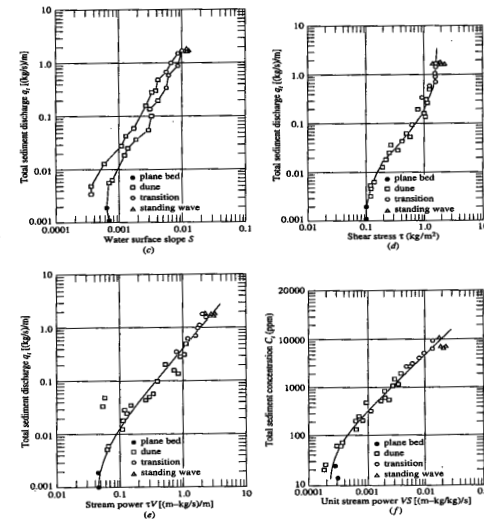 Total sediment discharge qt [(kg/s)/m]
10
1.0
0.1
0.01
0.001
plane bed
dune
transition
standing wave
0.0001 0.001 0.01 0.1
Water surface slope S
(c)
Total sediment discharge qt [(kg/s)/m]
10
1.0
0.1
0.01
0.001
plane bed
dune
transition
standing wave
0.01 0.1 1.0
Shear stress τ (kg/m²)
(d)
Total sediment discharge qt [(kg/s)/m]
10
1.0
0.1
0.01
0.001
plane bed
dune
transition
standing wave
0.01 0.1 1.0 10
Stream power τV [(m–kg/s)/m]
(e)
Total sediment concentration Ct (ppm)
20000
10000
1000
100
10
plane bed
dune
transition
standing wave
0.0001 0.001 0.01 0.1
Unit stream power VS [(m–kg/kg)/s]
(f)